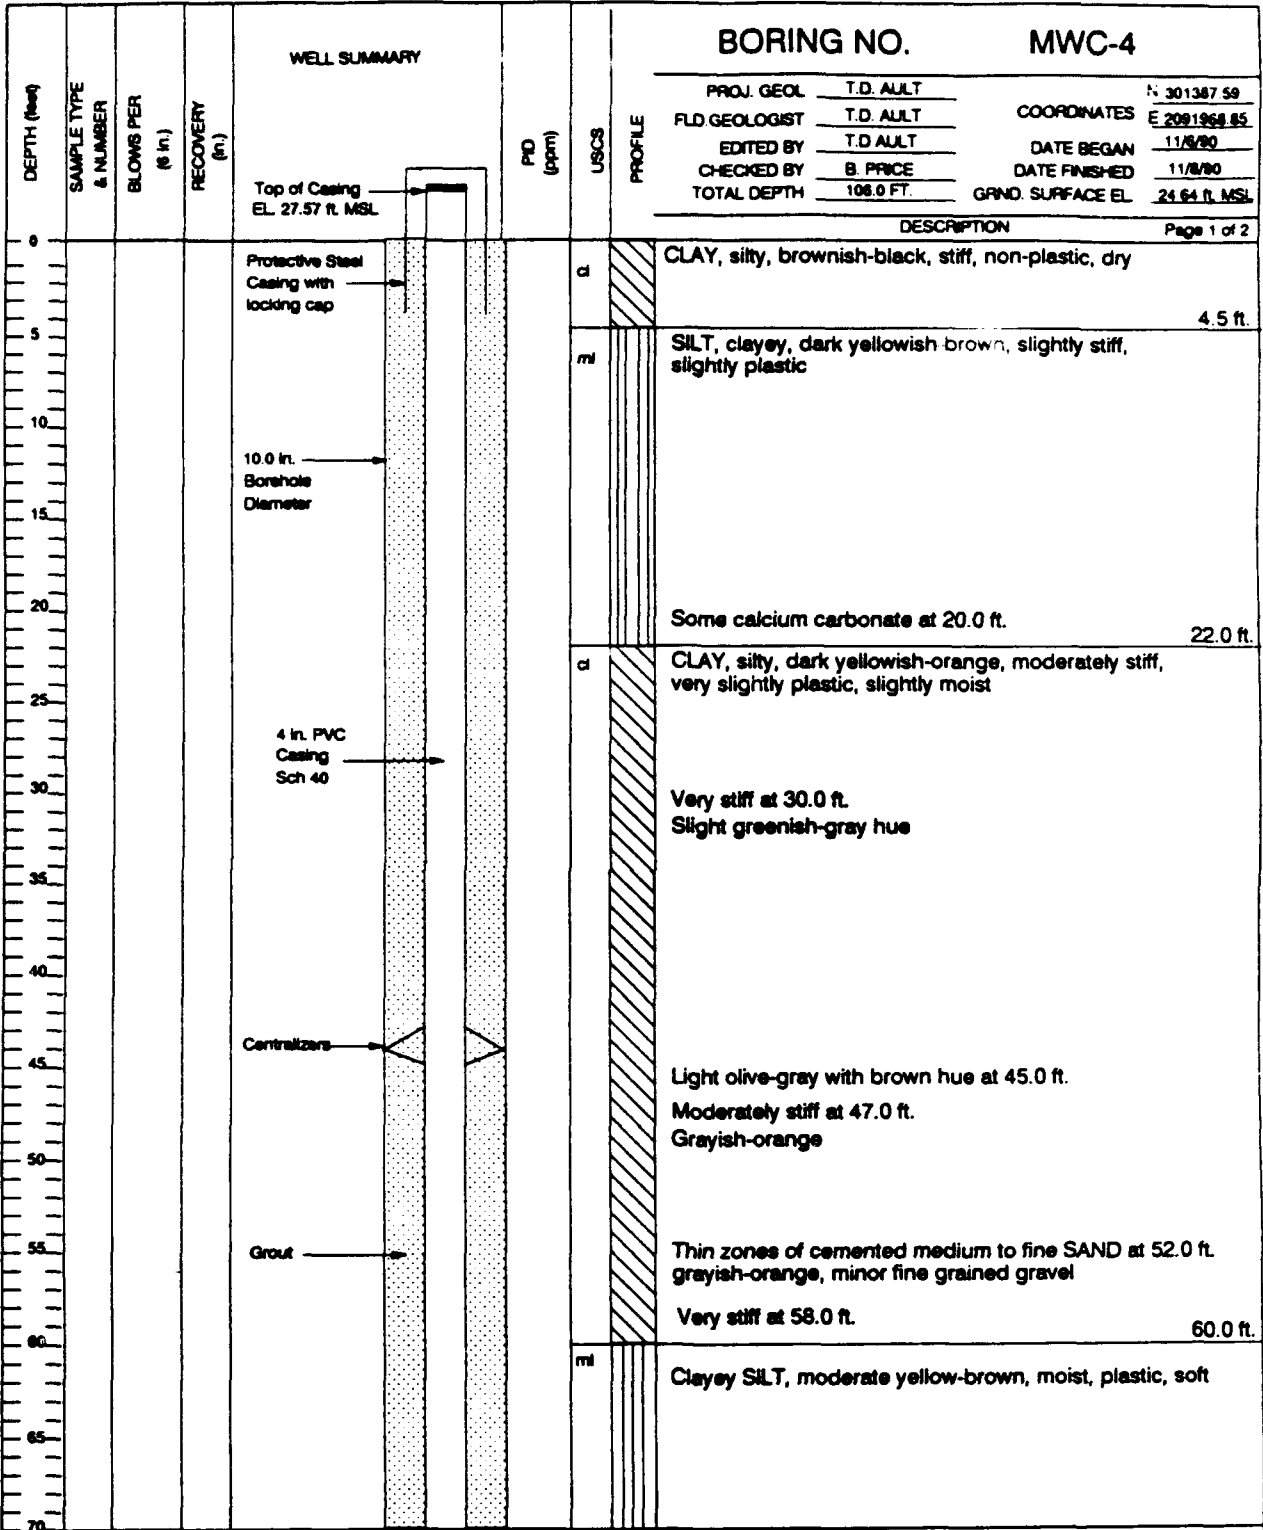 BORING NO. MWC-4
WELL SUMMARY
DEPTH (feet)
SAMPLE TYPE
& NUMBER
BLOWS PER
(6 in.)
RECOVERY
(in.)
PID
(ppm)
USCS
PROFILE
PROJ. GEOL T.D. AULT
FLD.GEOLOGIST T.D. AULT
EDITED BY T.D AULT
CHECKED BY B. PRICE
TOTAL DEPTH 106.0 FT.
COORDINATES N 301367.59
E 2091968.85
DATE BEGAN 11/6/90
DATE FINISHED 11/8/90
GRND. SURFACE EL 24.64 ft. MSL
DESCRIPTION Page 1 of 2
Top of Casing
EL. 27.57 ft. MSL
0
Protective Steel
Casing with
locking cap
cl
CLAY, silty, brownish-black, stiff, non-plastic, dry
4.5 ft.
5
ml
SILT, clayey, dark yellowish-brown, slightly stiff,
slightly plastic
10
10.0 in.
Borehole
Diameter
15
20
Some calcium carbonate at 20.0 ft.
22.0 ft.
cl
CLAY, silty, dark yellowish-orange, moderately stiff,
very slightly plastic, slightly moist
25
4 in. PVC
Casing
Sch 40
30
Very stiff at 30.0 ft.
Slight greenish-gray hue
35
40
Centralizers
45
Light olive-gray with brown hue at 45.0 ft.
Moderately stiff at 47.0 ft.
Grayish-orange
50
Grout
55
Thin zones of cemented medium to fine SAND at 52.0 ft.
grayish-orange, minor fine grained gravel
Very stiff at 58.0 ft.
60.0 ft.
60
ml
Clayey SILT, moderate yellow-brown, moist, plastic, soft
65
70